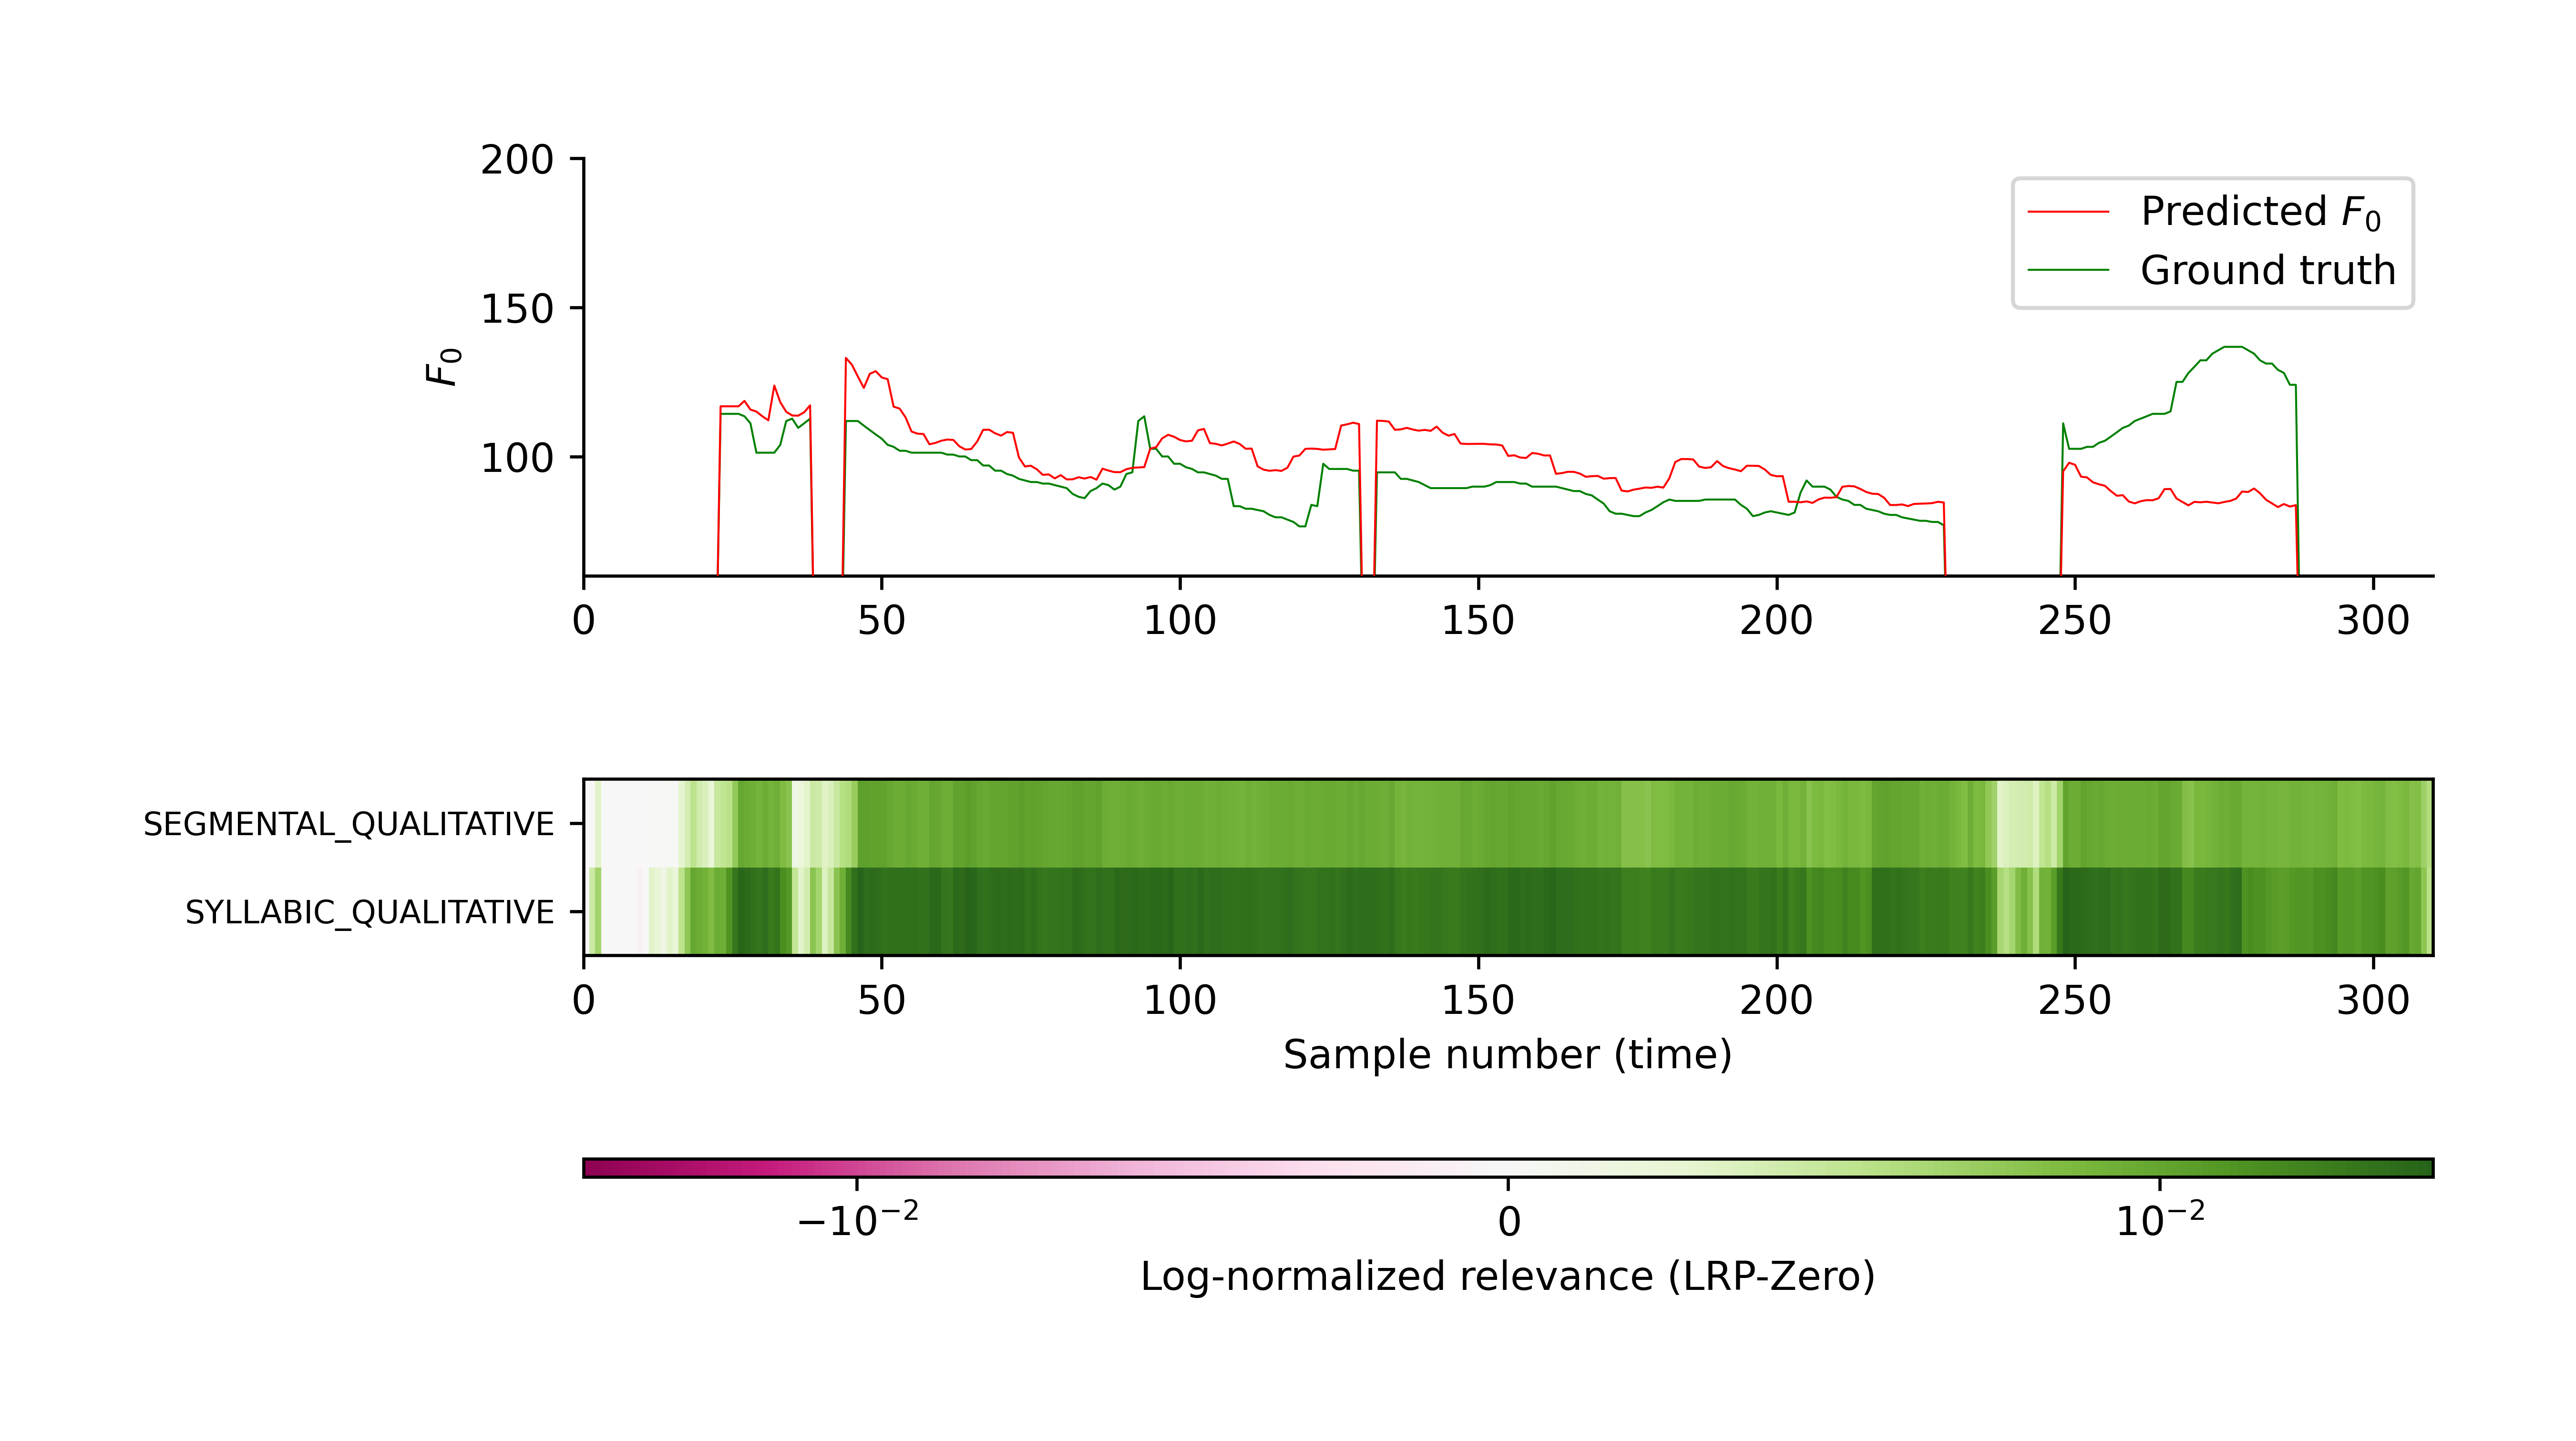 200
150
100
F₀
Predicted F₀
Ground truth
0 50 100 150 200 250 300
SEGMENTAL_QUALITATIVE
SYLLABIC_QUALITATIVE
0 50 100 150 200 250 300
Sample number (time)
−10⁻² 0 10⁻²
Log-normalized relevance (LRP-Zero)